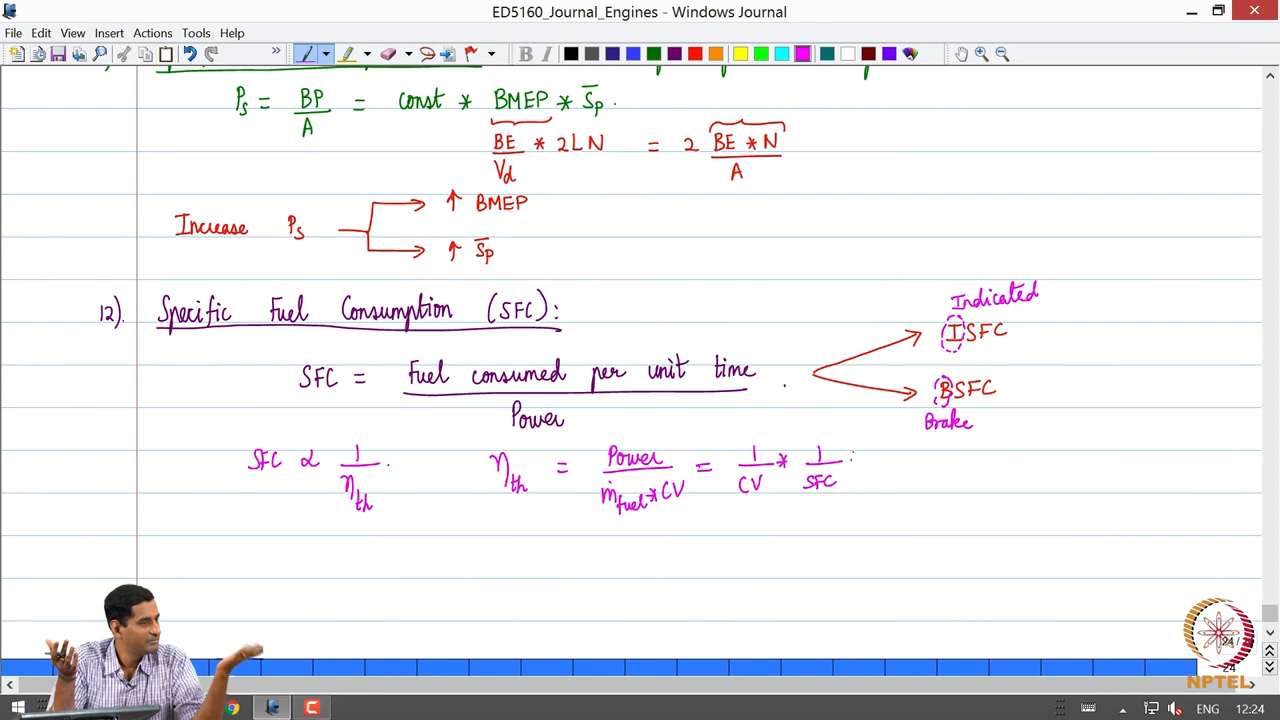 ED5160_Journal_Engines - Windows Journal
File Edit View Insert Actions Tools Help
B I
Ps = BP/A = const * BMEP * S̄p.
BE/Vd * 2LN = 2 BE * N/A
↑ BMEP
Increase Ps
↑ S̄p
12). Specific Fuel Consumption (SFC):
Indicated
ISFC
SFC = Fuel consumed per unit time / Power .
BSFC
Brake
SFC ∝ 1/ηth . ηth = Power/ṁfuel*CV = 1/CV * 1/SFC .
24
NPTEL
ENG 12:24